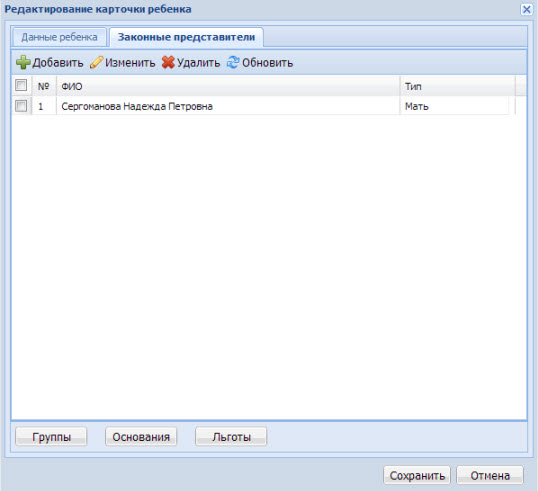 Редактирование карточки ребенка
Данные ребенка Законные представители
Добавить Изменить Удалить Обновить
№ ФИО Тип
1 Сергоманова Надежда Петровна Мать
Группы Основания Льготы
Сохранить Отмена